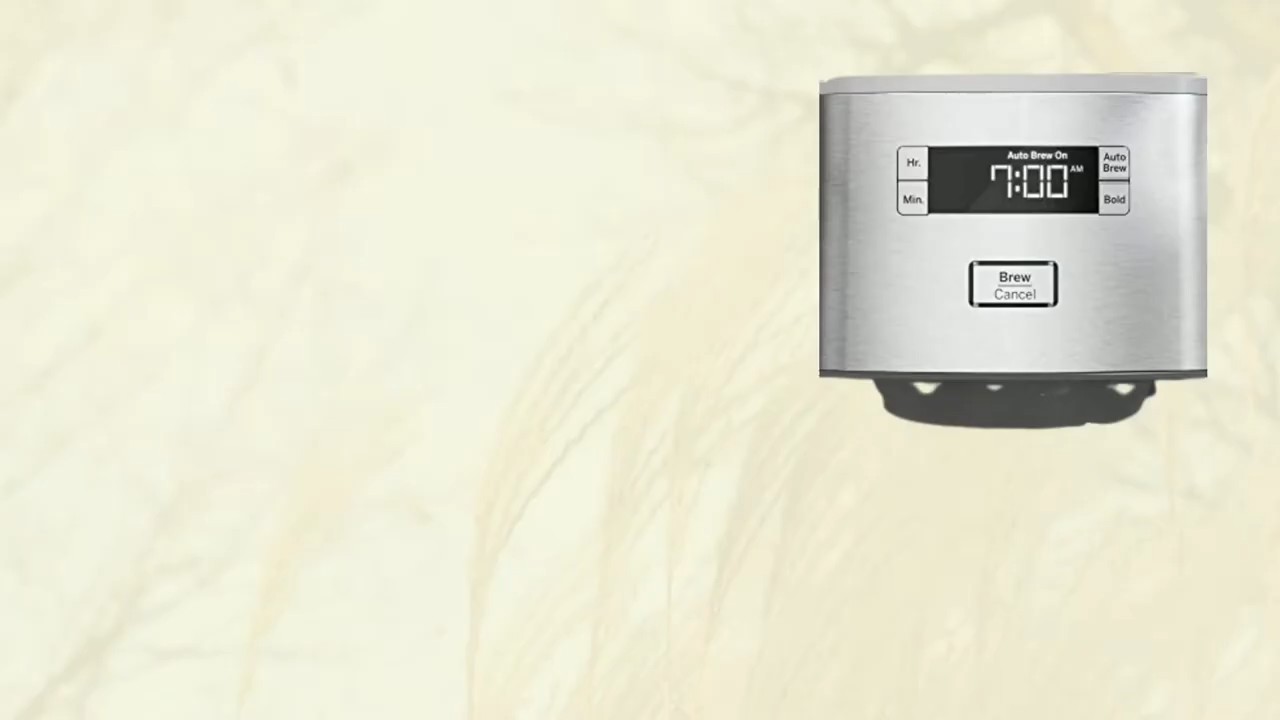 Auto Brew On
Hr.
7:00 AM
Auto
Brew
Min.
Bold
Brew
Cancel